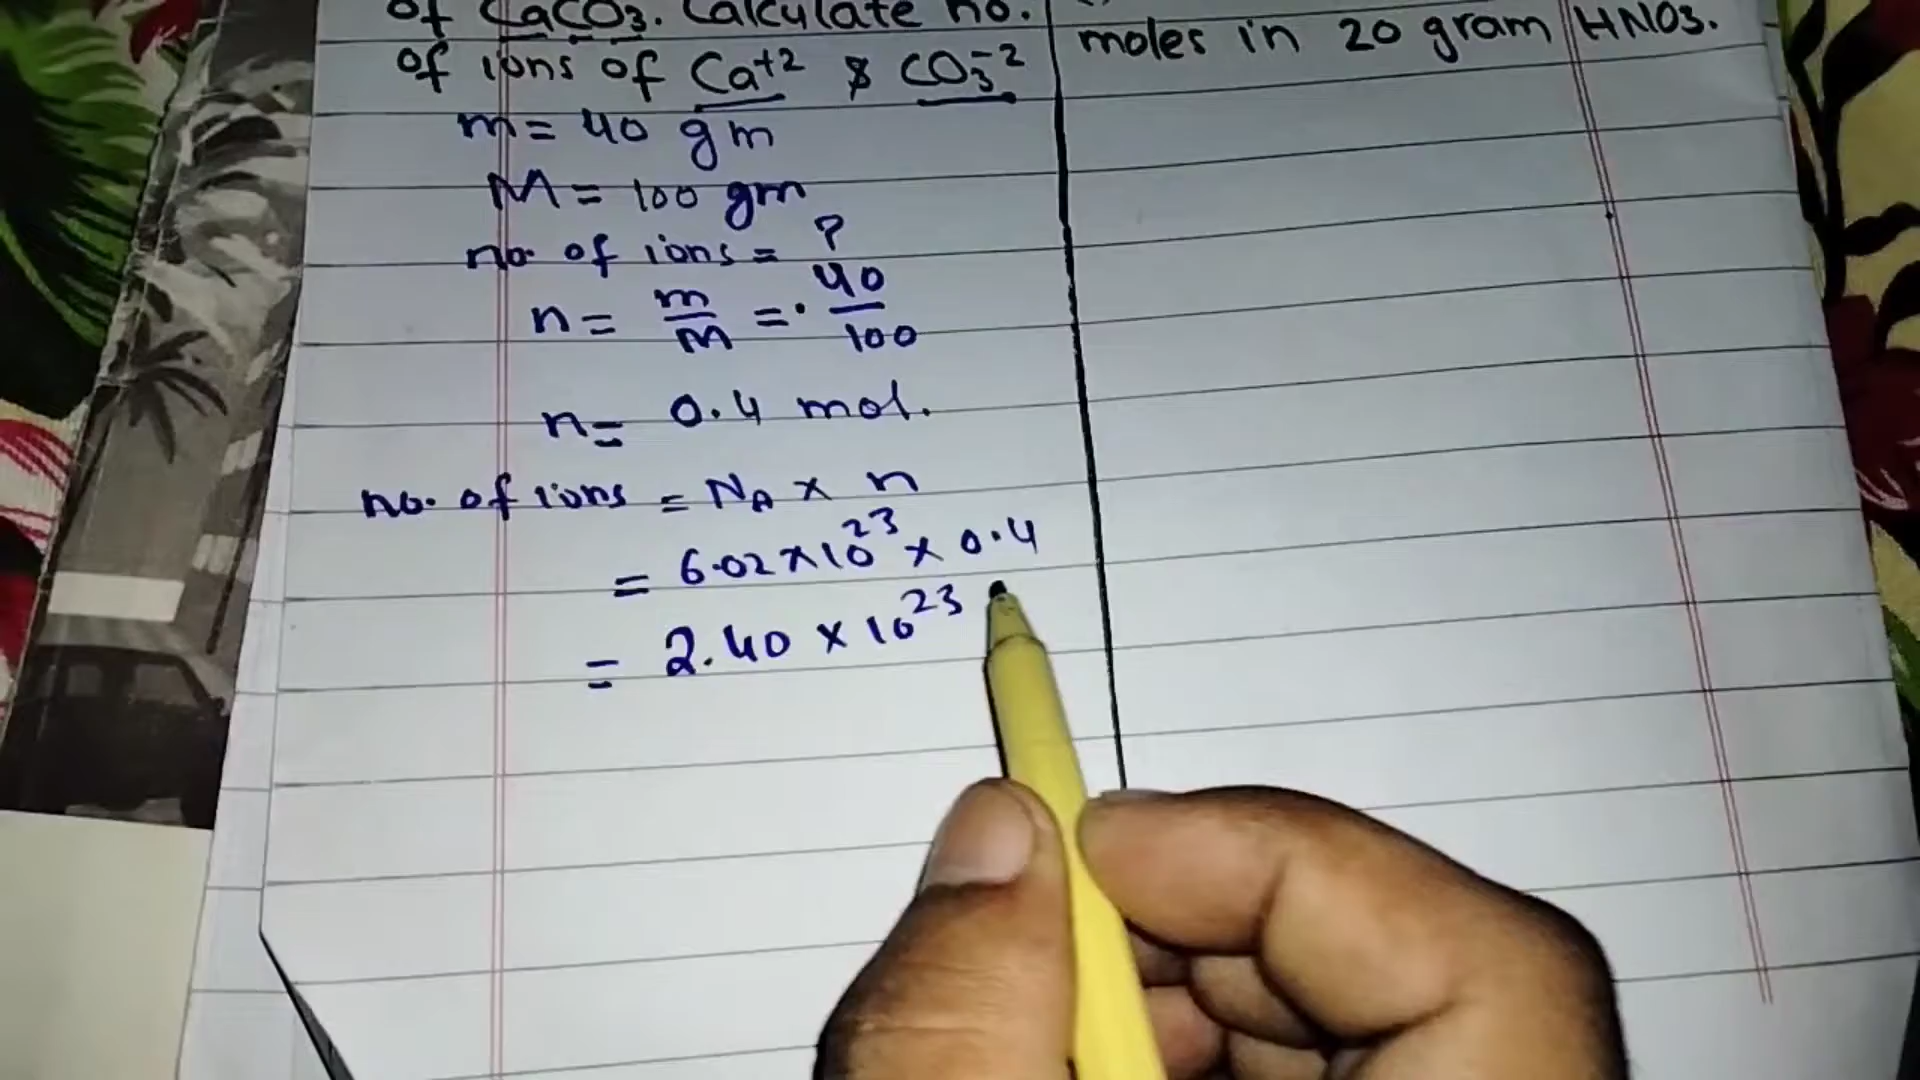 of CaCO3. Calculate no.
of ions of Ca+2 & CO3-2
m = 40 gm
M = 100 gm
no. of ions = ?
n = m/M = 40/100
n = 0.4 mol.
no. of ions = NA × n
= 6.02 × 10^23 × 0.4
= 2.40 × 10^23
moles in 20 gram HNO3.